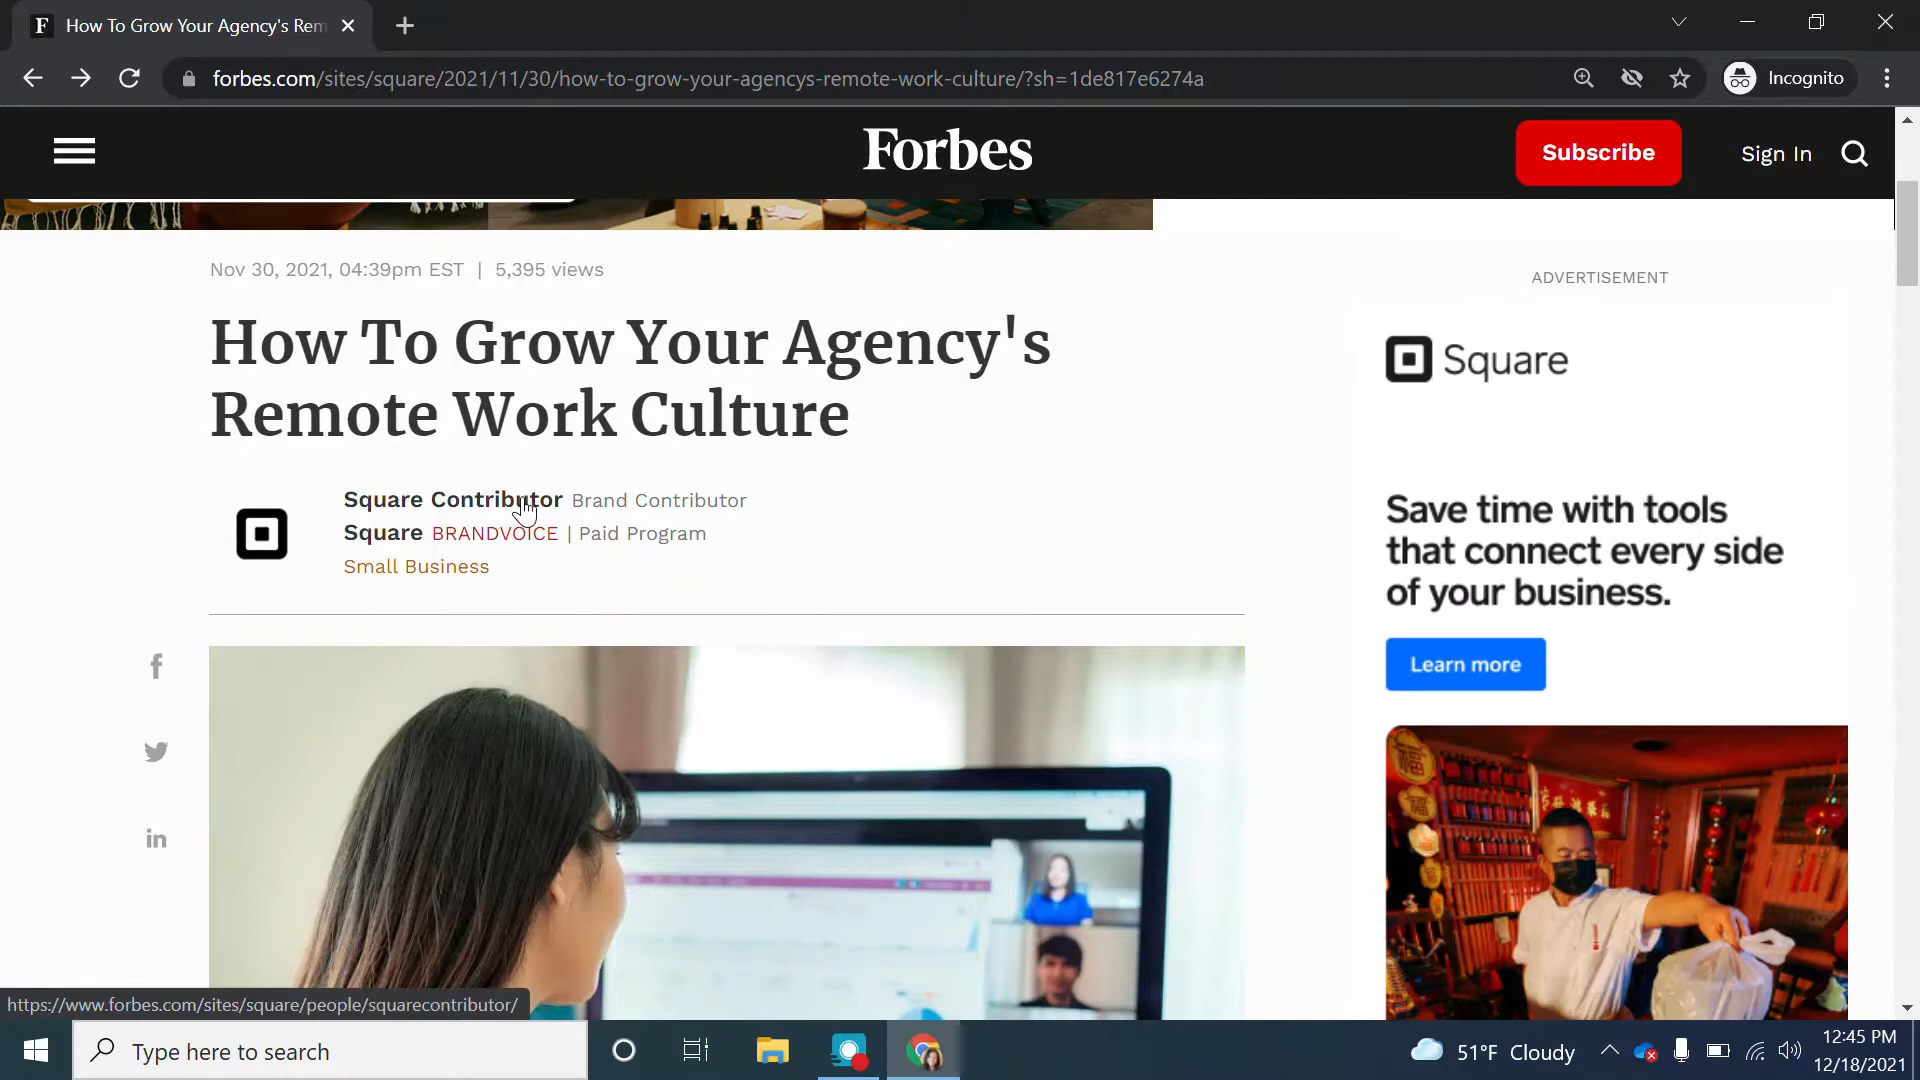 How To Grow Your Agency's Rem
forbes.com/sites/square/2021/11/30/how-to-grow-your-agencys-remote-work-culture/?sh=1de817e6274a
Incognito
Forbes
Subscribe
Sign In
Nov 30, 2021, 04:39pm EST | 5,395 views
How To Grow Your Agency's
Remote Work Culture
Square Contributor Brand Contributor
Square BRANDVOICE | Paid Program
Small Business
ADVERTISEMENT
Square
Save time with tools
that connect every side
of your business.
Learn more
https://www.forbes.com/sites/square/people/squarecontributor/
Type here to search
51°F Cloudy
12:45 PM
12/18/2021